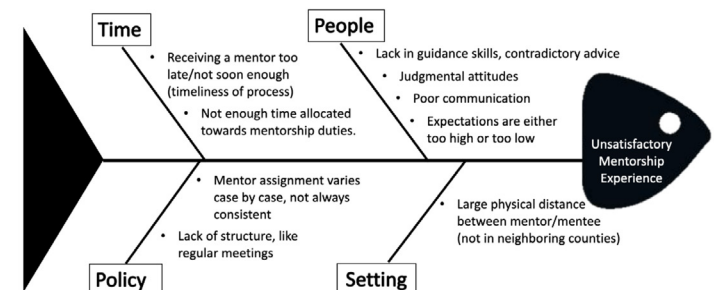 Time
People
• Receiving a mentor too
late/not soon enough
(timeliness of process)
• Not enough time allocated
towards mentorship duties.
• Lack in guidance skills, contradictory advice
• Judgmental attitudes
• Poor communication
• Expectations are either
too high or too low
Unsatisfactory
Mentorship
Experience
• Mentor assignment varies
case by case, not always
consistent
• Lack of structure, like
regular meetings
• Large physical distance
between mentor/mentee
(not in neighboring counties)
Policy
Setting